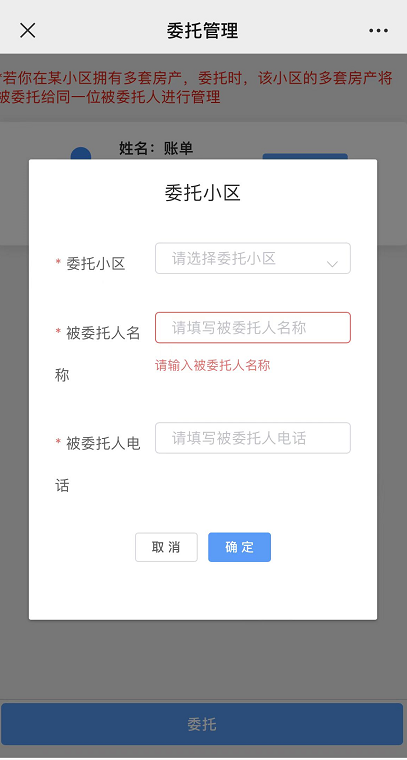 委托管理
*若你在某小区拥有多套房产，委托时，该小区的多套房产将
被委托给同一位被委托人进行管理
姓名：账单
委托小区
* 委托小区
请选择委托小区
* 被委托人名
称
请填写被委托人名称
请输入被委托人名称
* 被委托人电
话
请填写被委托人电话
取 消
确 定
委托